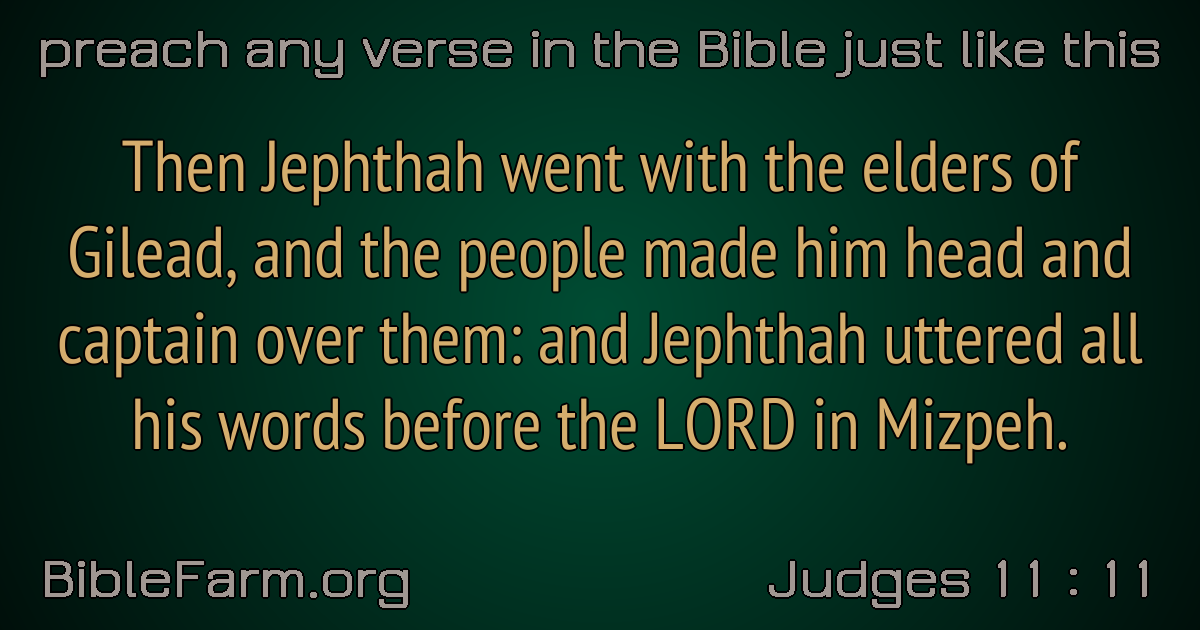 preach any verse in the Bible just like this
Then Jephthah went with the elders of
Gilead, and the people made him head and
captain over them: and Jephthah uttered all
his words before the LORD in Mizpeh.
BibleFarm.org
Judges 11 : 11